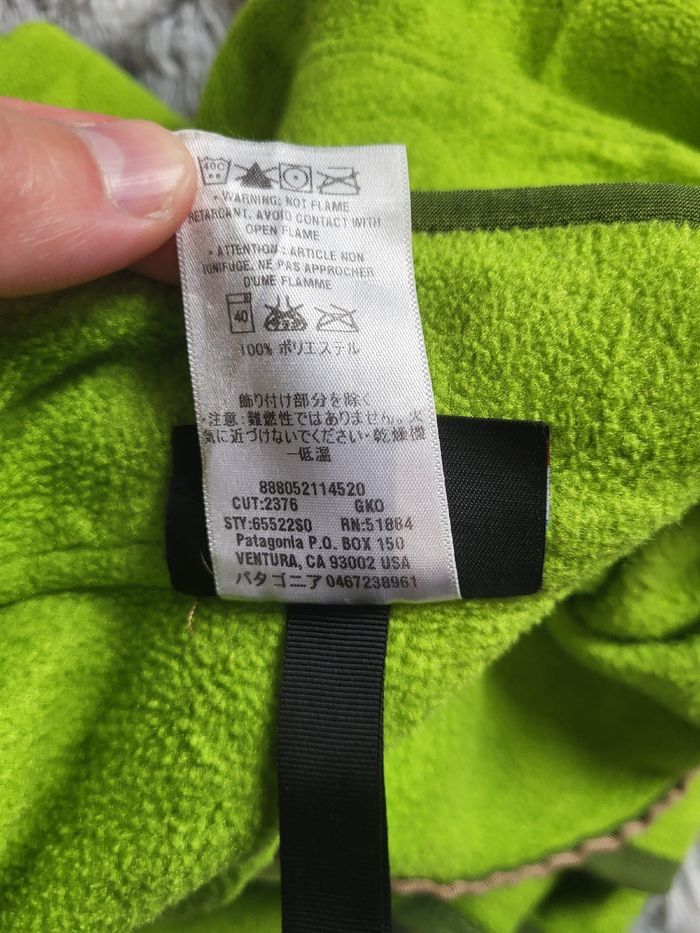 • WARNING: NOT FLAME
RETARDANT. AVOID CONTACT WITH
OPEN FLAME
• ATTENTION: ARTICLE NON
IGNIFUGE. NE PAS APPROCHER
D'UNE FLAMME
40
100% ポリエステル
飾り付け部分を除く
・注意：難燃性ではありません。火
気に近づけないでください・乾燥機
ー低温
888052114520
CUT:2376 GKO
STY:65522S0 RN:51884
Patagonia P.O. BOX 150
VENTURA, CA 93002 USA
パタゴニア 0467238961